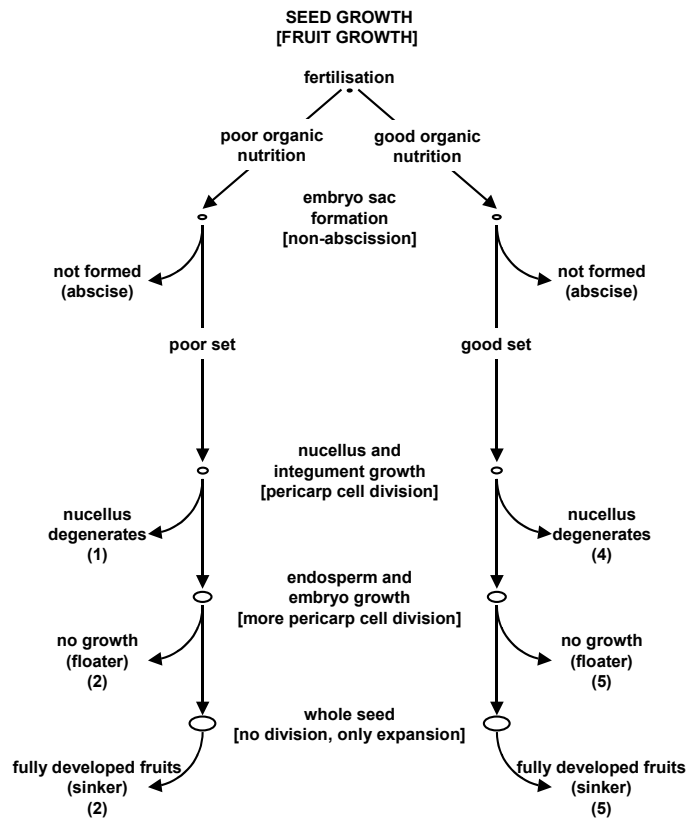 SEED GROWTH
[FRUIT GROWTH]
fertilisation
poor organic
nutrition
good organic
nutrition
embryo sac
formation
[non-abscission]
not formed
(abscise)
not formed
(abscise)
poor set
good set
nucellus and
integument growth
[pericarp cell division]
nucellus
degenerates
(1)
nucellus
degenerates
(4)
endosperm and
embryo growth
[more pericarp cell division]
no growth
(floater)
(2)
no growth
(floater)
(5)
whole seed
[no division, only expansion]
fully developed fruits
(sinker)
(2)
fully developed fruits
(sinker)
(5)